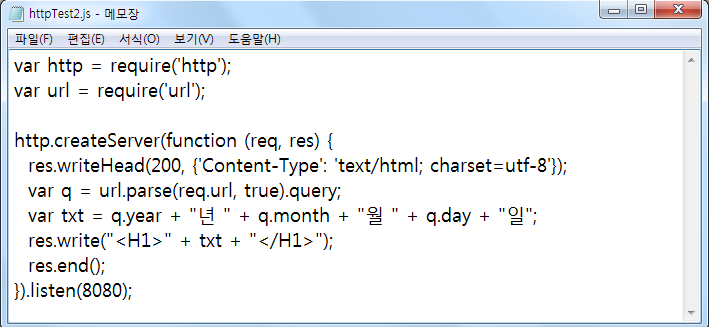 httpTest2.js - 메모장
파일(F) 편집(E) 서식(O) 보기(V) 도움말(H)
var http = require('http');
var url = require('url');

http.createServer(function (req, res) {
  res.writeHead(200, {'Content-Type': 'text/html; charset=utf-8'});
  var q = url.parse(req.url, true).query;
  var txt = q.year + "년 " + q.month + "월 " + q.day + "일";
  res.write("<H1>" + txt + "</H1>");
  res.end();
}).listen(8080);